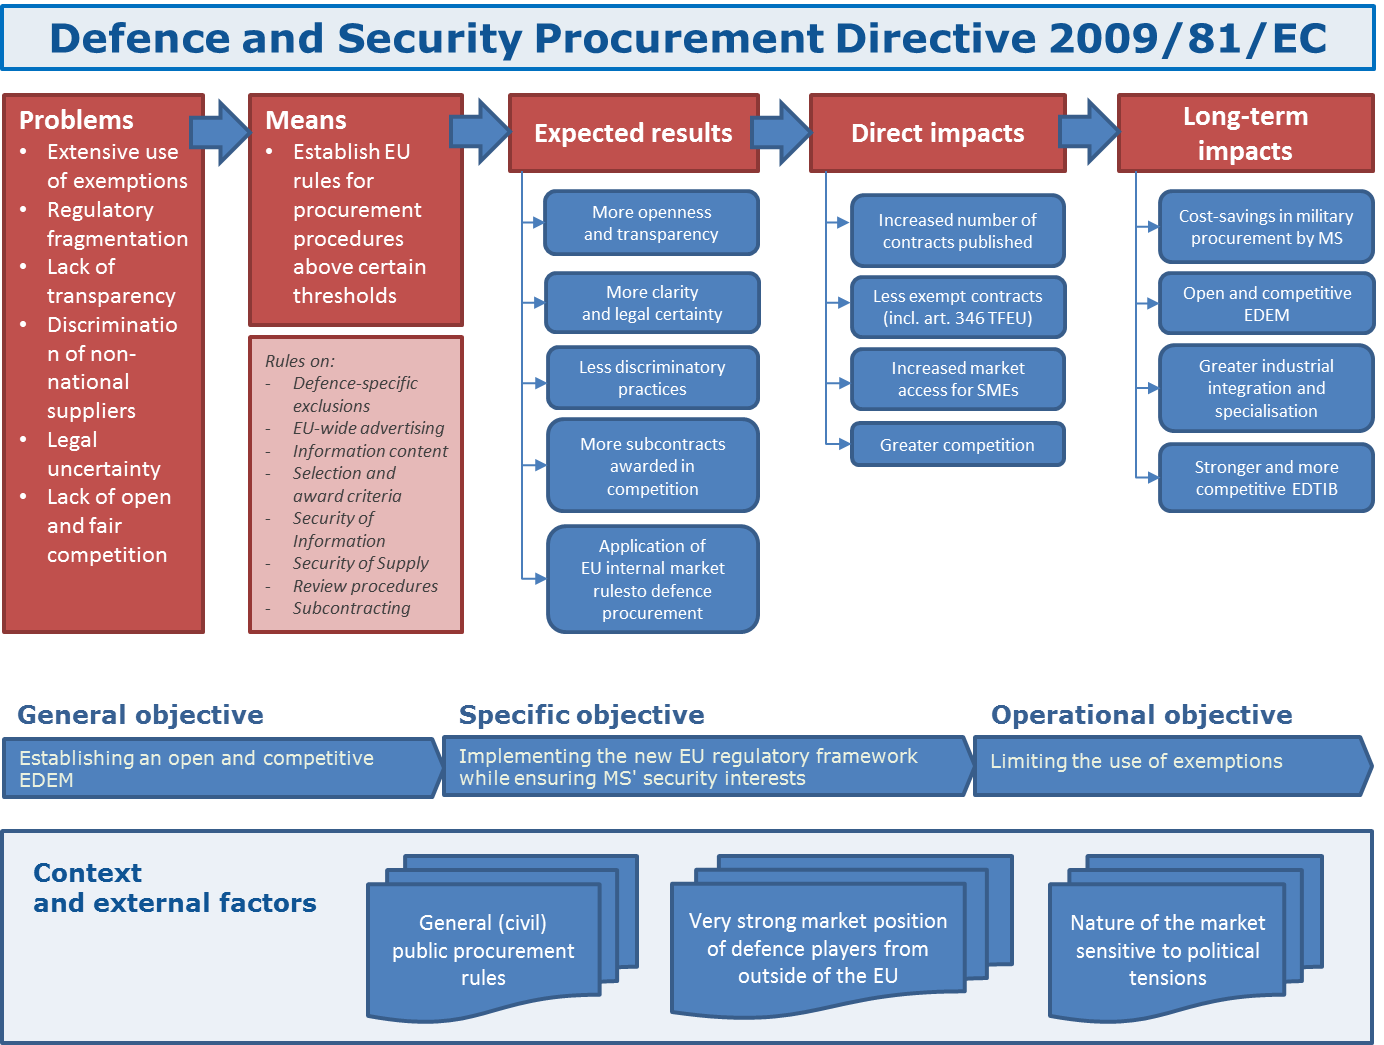 Defence and Security Procurement Directive 2009/81/EC
Problems
• Extensive use
of exemptions
• Regulatory
fragmentation
• Lack of
transparency
• Discriminatio
n of non-
national
suppliers
• Legal
uncertainty
• Lack of open
and fair
competition
Means
• Establish EU
rules for
procurement
procedures
above certain
thresholds
Rules on:
- Defence-specific
exclusions
- EU-wide advertising
- Information content
- Selection and
award criteria
- Security of
Information
- Security of Supply
- Review procedures
- Subcontracting
Expected results
More openness
and transparency
More clarity
and legal certainty
Less discriminatory
practices
More subcontracts
awarded in
competition
Application of
EU internal market
rulesto defence
procurement
Direct impacts
Increased number of
contracts published
Less exempt contracts
(incl. art. 346 TFEU)
Increased market
access for SMEs
Greater competition
Long-term
impacts
Cost-savings in military
procurement by MS
Open and competitive
EDEM
Greater industrial
integration and
specialisation
Stronger and more
competitive EDTIB
General objective
Establishing an open and competitive
EDEM
Specific objective
Implementing the new EU regulatory framework
while ensuring MS' security interests
Operational objective
Limiting the use of exemptions
Context
and external factors
General (civil)
public procurement
rules
Very strong market position
of defence players from
outside of the EU
Nature of the market
sensitive to political
tensions